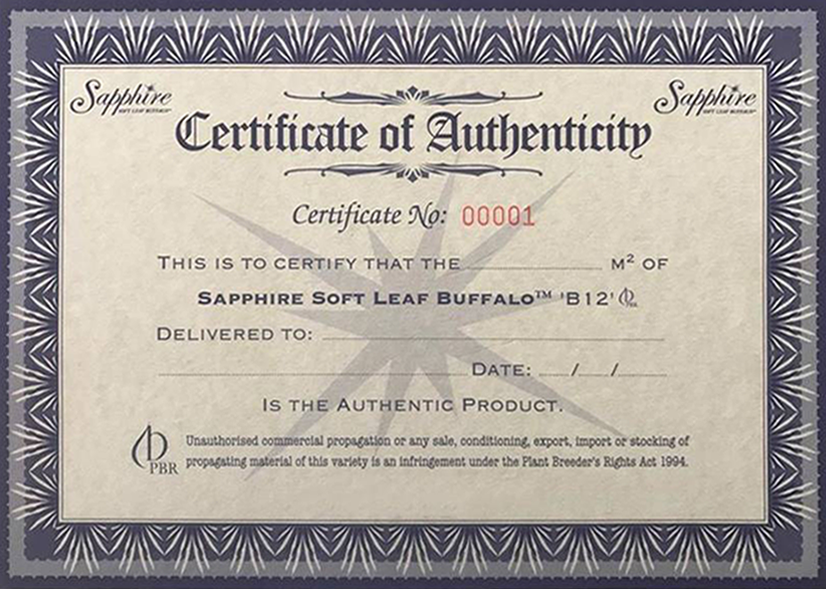 Sapphire
SOFT LEAF BUFFALO™
Sapphire
SOFT LEAF BUFFALO™
Certificate of Authenticity
Certificate No: 00001
THIS IS TO CERTIFY THAT THE M² OF
SAPPHIRE SOFT LEAF BUFFALO™ 'B12' PBR
DELIVERED TO:
DATE: / /
IS THE AUTHENTIC PRODUCT.
PBR
Unauthorised commercial propagation or any sale, conditioning, export, import or stocking of
propagating material of this variety is an infringement under the Plant Breeder's Rights Act 1994.